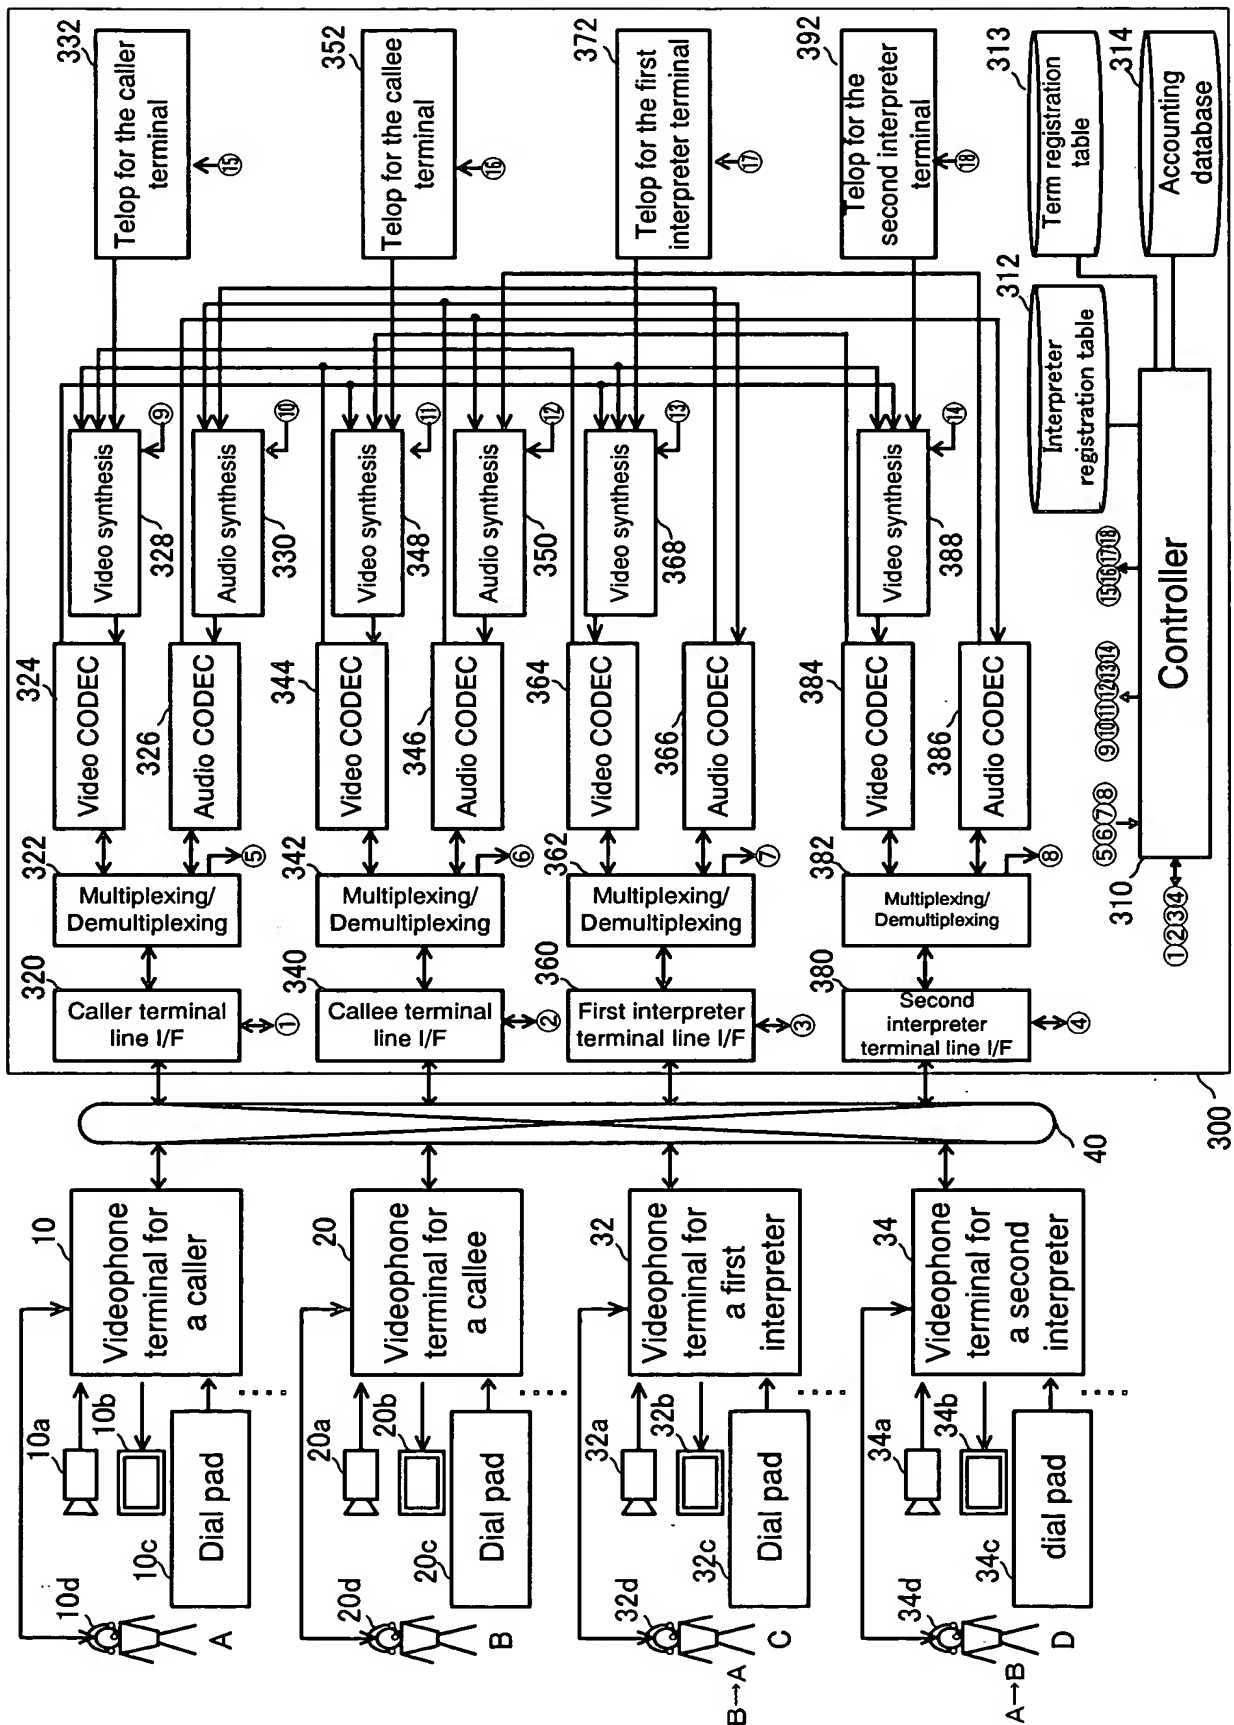 332
Telop for the caller
terminal
⑮
352
Telop for the callee
terminal
⑯
372
Telop for the first
interpreter terminal
⑰
392
Telop for the
second interpreter
terminal
⑱
313
Term registration
table
314
Accounting
database
312
Interpreter
registration table
Video synthesis
⑨
328
Audio synthesis
⑩
330
Video synthesis
⑪
348
Audio synthesis
⑫
350
Video synthesis
⑬
368
Video synthesis
⑭
388
324
Video CODEC
326
Audio CODEC
344
Video CODEC
346
Audio CODEC
364
Video CODEC
366
Audio CODEC
384
Video CODEC
386
Audio CODEC
322
Multiplexing/
Demultiplexing
⑤
342
Multiplexing/
Demultiplexing
⑥
362
Multiplexing/
Demultiplexing
⑦
382
Multiplexing/
Demultiplexing
⑧
320
Caller terminal
line I/F
①
340
Callee terminal
line I/F
②
360
First interpreter
terminal line I/F
③
380
Second
interpreter
terminal line I/F
④
Controller
310
①②③④
⑤⑥⑦⑧
⑨⑩⑪⑫⑬⑭
⑮⑯⑰⑱
300
40
10
Videophone
terminal for
a caller
20
Videophone
terminal for
a callee
32
Videophone
terminal for
a first
interpreter
34
Videophone
terminal for
a second
interpreter
10a
10b
10c
Dial pad
10d
A
20a
20b
20c
Dial pad
20d
B
32a
32b
32c
Dial pad
32d
C
B→A
34a
34b
34c
dial pad
34d
D
A→B